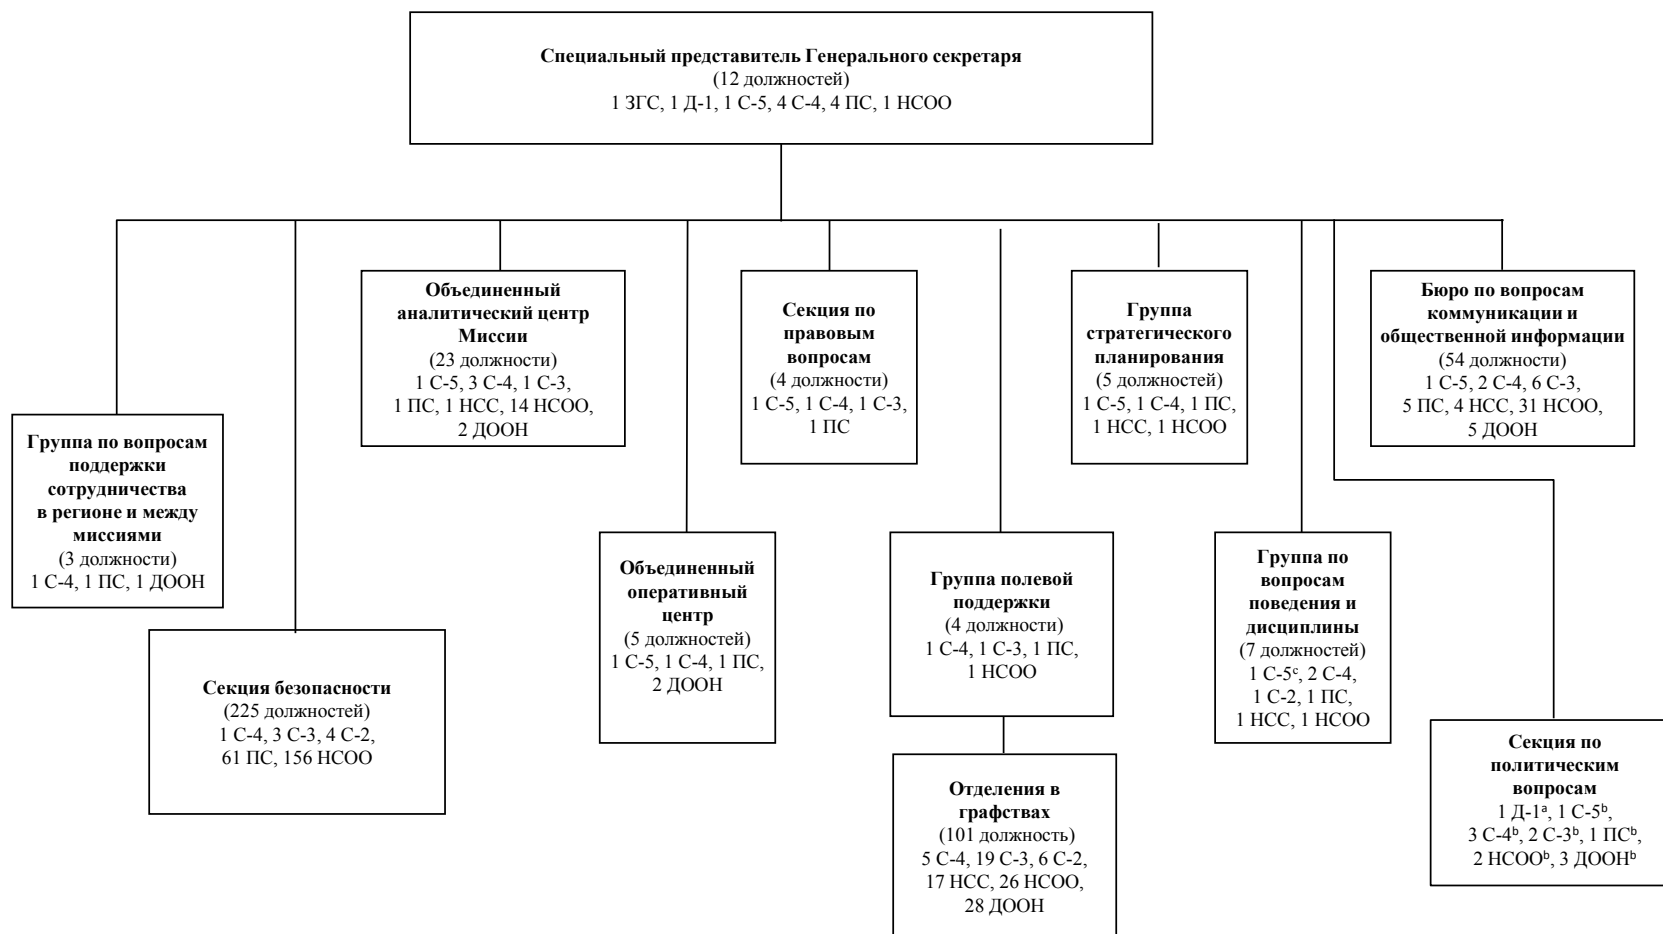 Специальный представитель Генерального секретаря
(12 должностей)
1 ЗГС, 1 Д-1, 1 С-5, 4 С-4, 4 ПС, 1 НСОО
Группа по вопросам
поддержки
сотрудничества
в регионе и между
миссиями
(3 должности)
1 С-4, 1 ПС, 1 ДООН
Секция безопасности
(225 должностей)
1 С-4, 3 С-3, 4 С-2,
61 ПС, 156 НСОО
Объединенный
аналитический центр
Миссии
(23 должности)
1 С-5, 3 С-4, 1 С-3,
1 ПС, 1 НСС, 14 НСОО,
2 ДООН
Объединенный
оперативный
центр
(5 должностей)
1 С-5, 1 С-4, 1 ПС,
2 ДООН
Секция по
правовым
вопросам
(4 должности)
1 С-5, 1 С-4, 1 С-3,
1 ПС
Группа полевой
поддержки
(4 должности)
1 С-4, 1 С-3, 1 ПС,
1 НСОО
Отделения в
графствах
(101 должность)
5 С-4, 19 С-3, 6 С-2,
17 НСС, 26 НСОО,
28 ДООН
Группа
стратегического
планирования
(5 должностей)
1 С-5, 1 С-4, 1 ПС,
1 НСС, 1 НСОО
Группа по
вопросам
поведения и
дисциплины
(7 должностей)
1 С-5ᶜ, 2 С-4,
1 С-2, 1 ПС,
1 НСС, 1 НСОО
Бюро по вопросам
коммуникации и
общественной информации
(54 должности)
1 С-5, 2 С-4, 6 С-3,
5 ПС, 4 НСС, 31 НСОО,
5 ДООН
Секция по
политическим
вопросам
1 Д-1ᵃ, 1 С-5ᵇ,
3 С-4ᵇ, 2 С-3ᵇ, 1 ПСᵇ,
2 НСООᵇ, 3 ДООНᵇ